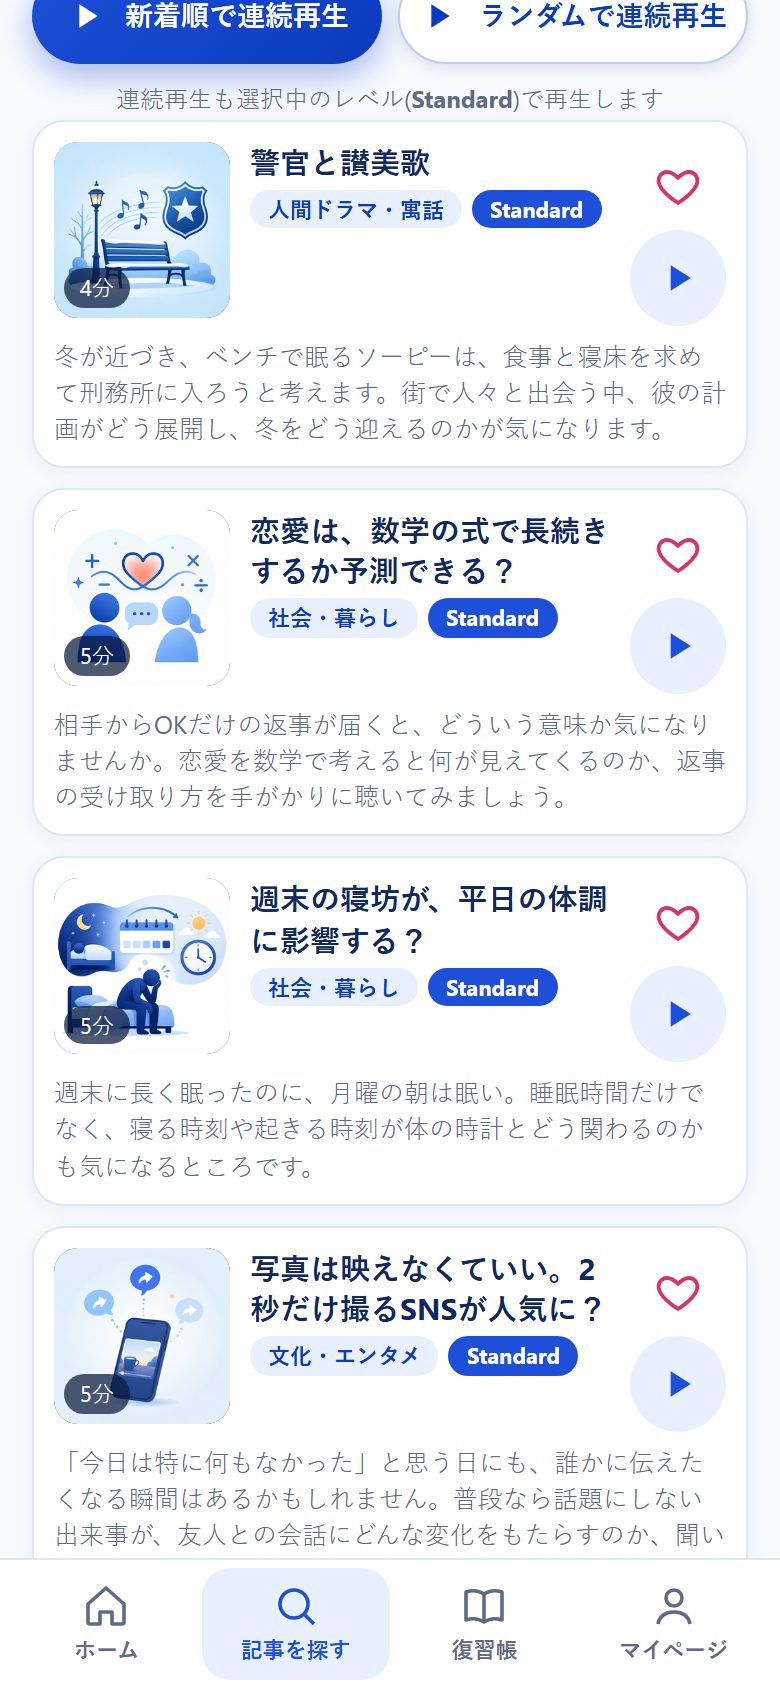 新着順で連続再生
ランダムで連続再生
連続再生も選択中のレベル(Standard)で再生します
警官と讃美歌
人間ドラマ・寓話
Standard
4分
冬が近づき、ベンチで眠るソーピーは、食事と寝床を求め
て刑務所に入ろうと考えます。街で人々と出会う中、彼の計
画がどう展開し、冬をどう迎えるのかが気になります。
恋愛は、数学の式で長続き
するか予測できる？
社会・暮らし
Standard
5分
相手からOKだけの返事が届くと、どういう意味か気になり
ませんか。恋愛を数学で考えると何が見えてくるのか、返事
の受け取り方を手がかりに聴いてみましょう。
週末の寝坊が、平日の体調
に影響する？
社会・暮らし
Standard
5分
週末に長く眠ったのに、月曜の朝は眠い。睡眠時間だけで
なく、寝る時刻や起きる時刻が体の時計とどう関わるのか
も気になるところです。
写真は映えなくていい。2
秒だけ撮るSNSが人気に？
文化・エンタメ
Standard
5分
「今日は特に何もなかった」と思う日にも、誰かに伝えた
くなる瞬間はあるかもしれません。普段なら話題にしない
出来事が、友人との会話にどんな変化をもたらすのか、聞い
ホーム
記事を探す
復習帳
マイページ